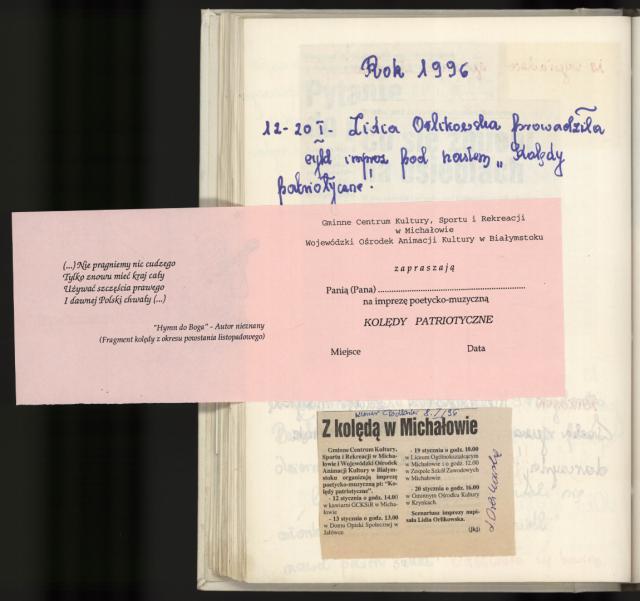 Rok 1996
12-20 I - Lidia Orlikowska prowadziła
cykl imprez pod hasłem „Kolędy
patriotyczne!
(...) Nie pragniemy nic cudzego
Tylko znowu mieć kraj cały
Używać szczęścia prawego
I dawnej Polski chwały (...)
"Hymn do Boga" - Autor nieznany
(Fragment kolędy z okresu powstania listopadowego)
Gminne Centrum Kultury, Sportu i Rekreacji
w Michałowie
Wojewódzki Ośrodek Animacji Kultury w Białymstoku
zapraszają
Panią (Pana) ..............................................
na imprezę poetycko-muzyczną
KOLĘDY PATRIOTYCZNE
Miejsce Data
8.I 96
Z kolędą w Michałowie
Gminne Centrum Kultury,
Sportu i Rekreacji w Micha-
łowie i Wojewódzki Ośrodek
Animacji Kultury w Białym-
stoku organizują imprezę
poetycko-muzyczną pt: "Ko-
lędy patriotyczne".
- 12 stycznia o godz. 14.00
w kawiarni GCKSiR w Micha-
łowie
- 13 stycznia o godz. 13.00
w Domu Opieki Społecznej w
Jałówce
- 19 stycznia o godz. 10.00
w Liceum Ogólnokształcącym
w Michałowie i o godz. 12.00
w Zespole Szkół Zawodowych
w Michałowie
- 20 stycznia o godz. 16.00
w Gminnym Ośrodku Kultury
w Krynkach.
Scenariusz imprezy napi-
sała Lidia Orlikowska.
(jkj)
L Orlikowska